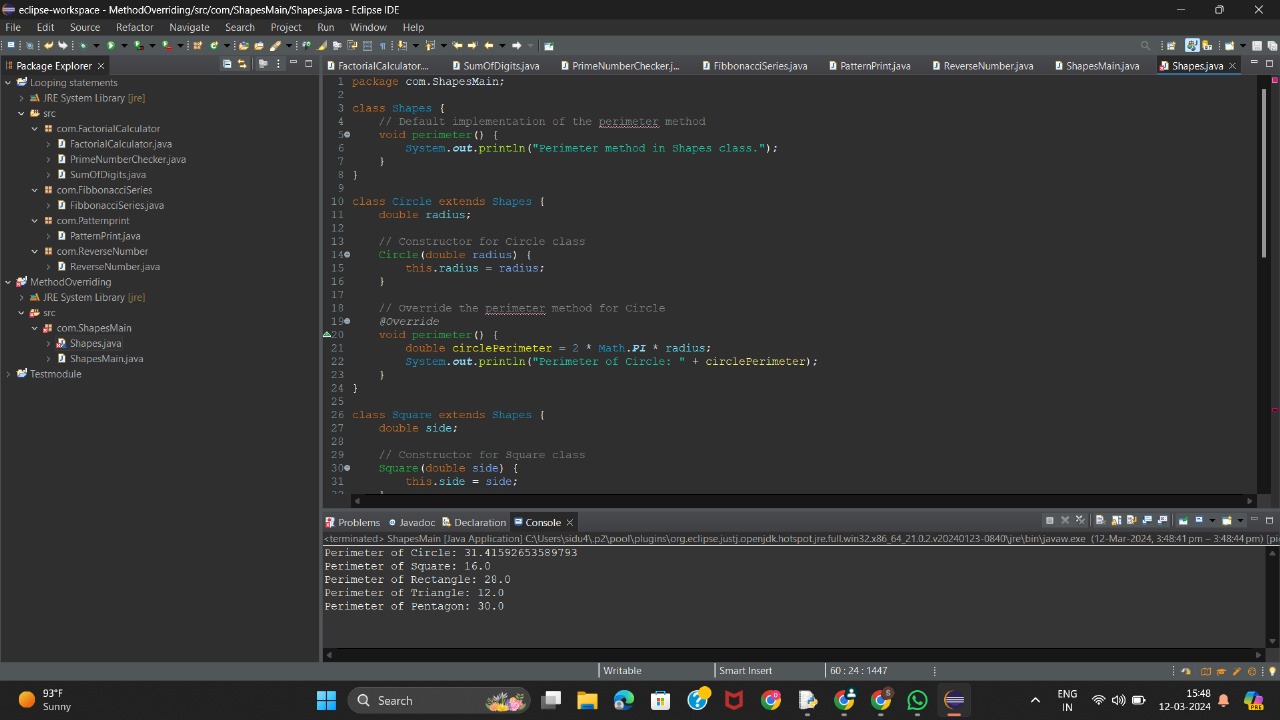 eclipse-workspace - MethodOverriding/src/com/ShapesMain/Shapes.java - Eclipse IDE
File Edit Source Refactor Navigate Search Project Run Window Help
Package Explorer
FactorialCalculator....
SumOfDigits.java
PrimeNumberChecker.j...
FibbonaciSeries.java
PatternPrint.java
ReverseNumber.java
ShapesMain.java
Shapes.java
Looping statements
JRE System Library [jre]
src
com.FactorialCalculator
FactorialCalculator.java
PrimeNumberChecker.java
SumOfDigits.java
com.FibbonacciSeries
FibbonaciSeries.java
com.Patternprint
PatternPrint.java
com.ReverseNumber
ReverseNumber.java
MethodOverriding
JRE System Library [jre]
src
com.ShapesMain
Shapes.java
ShapesMain.java
Testmodule
1 package com.ShapesMain;
2
3 class Shapes {
4 // Default implementation of the perimeter method
5 void perimeter() {
6 System.out.println("Perimeter method in Shapes class.");
7 }
8 }
9
10 class Circle extends Shapes {
11 double radius;
12
13 // Constructor for Circle class
14 Circle(double radius) {
15 this.radius = radius;
16 }
17
18 // Override the perimeter method for Circle
19 @Override
20 void perimeter() {
21 double circlePerimeter = 2 * Math.PI * radius;
22 System.out.println("Perimeter of Circle: " + circlePerimeter);
23 }
24 }
25
26 class Square extends Shapes {
27 double side;
28
29 // Constructor for Square class
30 Square(double side) {
31 this.side = side;
Problems Javadoc Declaration Console
<terminated> ShapesMain [Java Application] C:\Users\sidu4\.p2\pool\plugins\org.eclipse.justj.openjdk.hotspot.jre.full.win32.x86_64_21.0.2.v20240123-0840\jre\bin\javaw.exe (12-Mar-2024, 3:48:41 pm – 3:48:44 pm) [pi
Perimeter of Circle: 31.41592653589793
Perimeter of Square: 16.0
Perimeter of Rectangle: 28.0
Perimeter of Triangle: 12.0
Perimeter of Pentagon: 30.0
Writable Smart Insert 60 : 24 : 1447
93°F
Sunny
Search
ENG
IN
15:48
12-03-2024